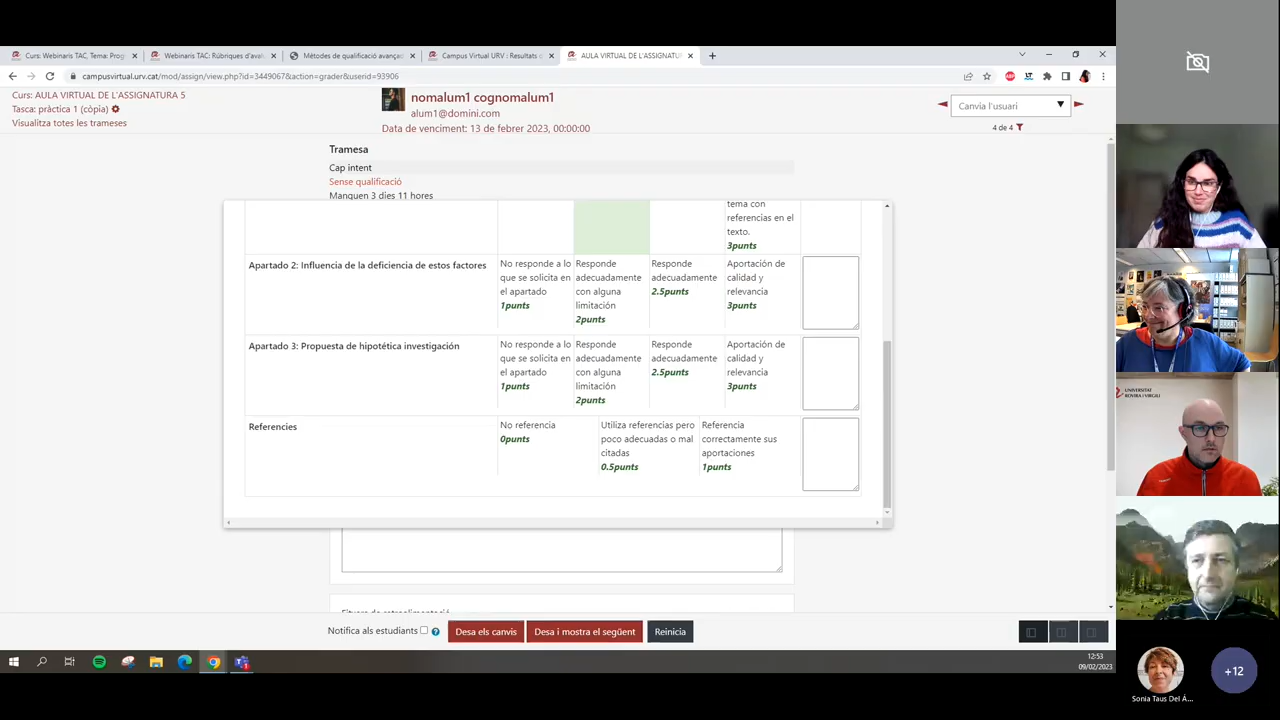 Curs: Webinaris TAC, Tema: Prog
Webinaris TAC: Rúbriques d'aval
Mètodes de qualificació avança
Campus Virtual URV: Resultats d
AULA VIRTUAL DE L'ASSIGNATU
campusvirtual.urv.cat/mod/assign/view.php?id=3449067&action=grader&userid=93906
Curs: AULA VIRTUAL DE L'ASSIGNATURA 5
Tasca: pràctica 1 (còpia)
Visualitza totes les trameses
nomalum1 cognomalum1
alum1@domini.com
Data de venciment: 13 de febrer 2023, 00:00:00
Canvia l'usuari
4 de 4
Tramesa
Cap intent
Sense qualificació
Manquen 3 dies 11 hores
tema con
referencias en el
texto.
3punts
Apartado 2: Influencia de la deficiencia de estos factores
No responde a lo
que se solicita en
el apartado
1punts
Responde
adecuadamente
con alguna
limitación
2punts
Responde
adecuadamente
2.5punts
Aportación de
calidad y
relevancia
3punts
Apartado 3: Propuesta de hipotética investigación
No responde a lo
que se solicita en
el apartado
1punts
Responde
adecuadamente
con alguna
limitación
2punts
Responde
adecuadamente
2.5punts
Aportación de
calidad y
relevancia
3punts
Referencies
No referencia
0punts
Utiliza referencias pero
poco adecuadas o mal
citadas
0.5punts
Referencia
correctamente sus
aportaciones
1punts
Fitxers de retroalimentació
Notifica als estudiants
Desa els canvis
Desa i mostra el següent
Reinicia
12:53
09/02/2023
UNIVERSITAT
ROVIRA I VIRGILI
Sonia Taus Del Á...
+12